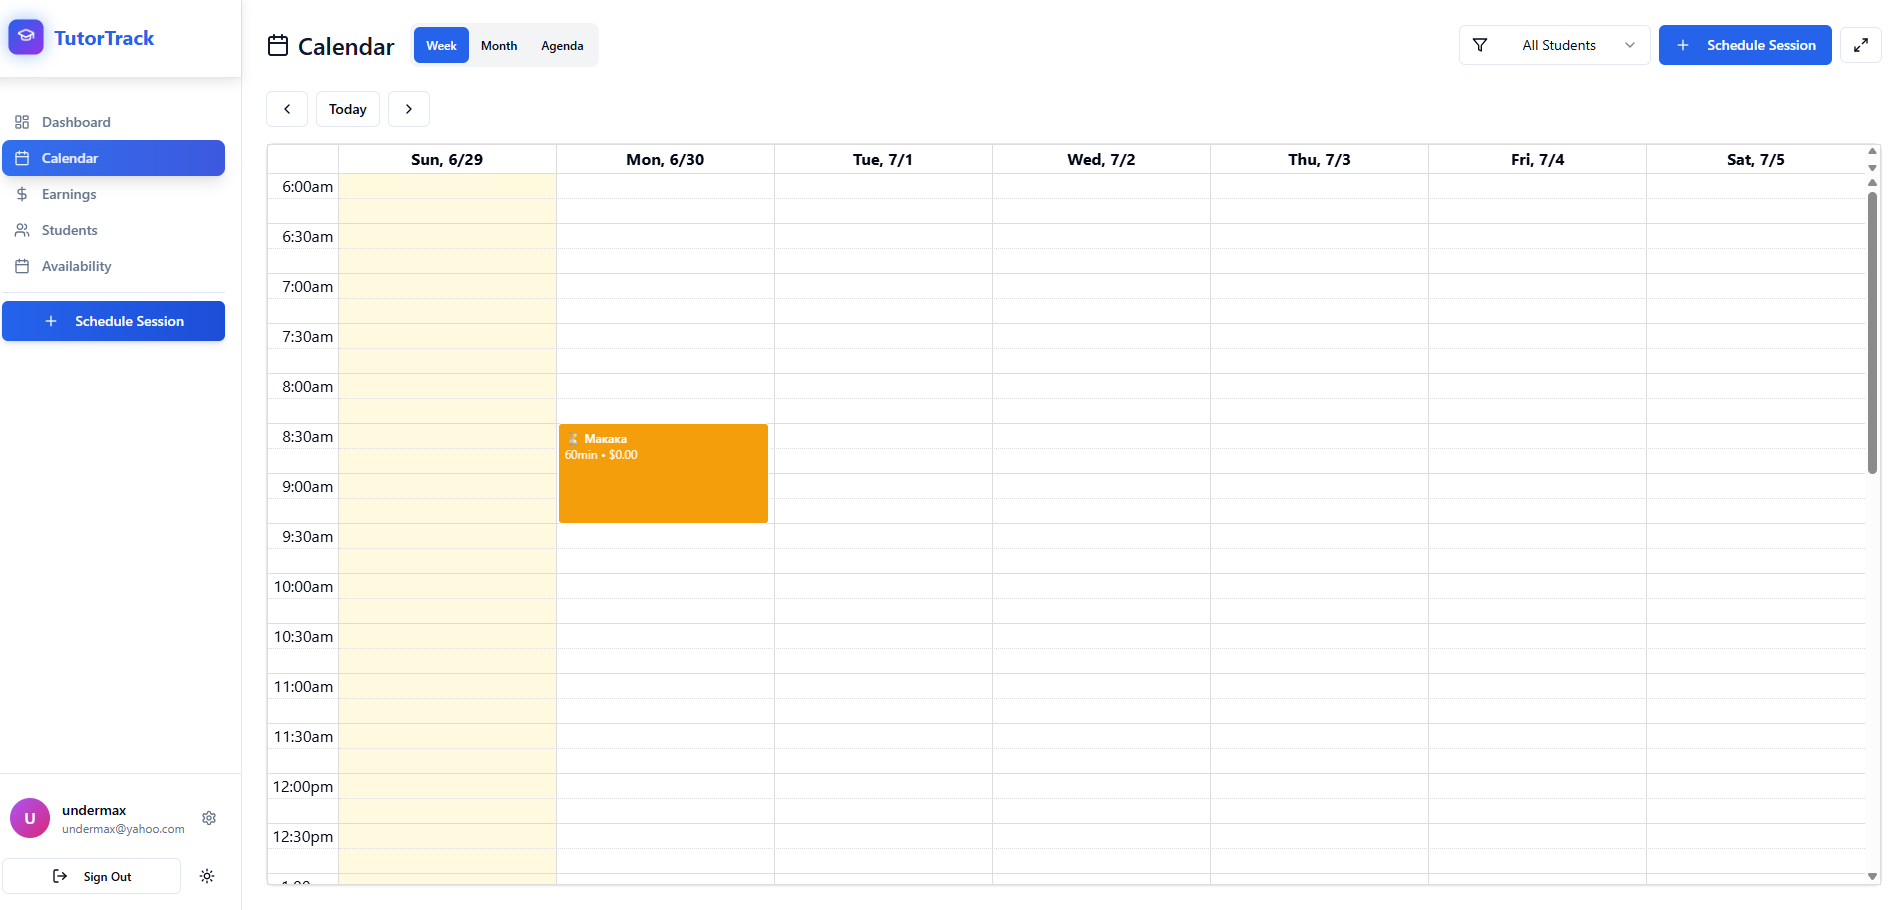 TutorTrack
Dashboard
Calendar
Earnings
Students
Availability
Schedule Session
undermax
U
undermax@yahoo.com
Sign Out
Calendar
Week
Month
Agenda
All Students
Schedule Session
Today
Sun, 6/29
Mon, 6/30
Tue, 7/1
Wed, 7/2
Thu, 7/3
Fri, 7/4
Sat, 7/5
6:00am
6:30am
7:00am
7:30am
8:00am
8:30am
⏳ Макака
60min • $0.00
9:00am
9:30am
10:00am
10:30am
11:00am
11:30am
12:00pm
12:30pm